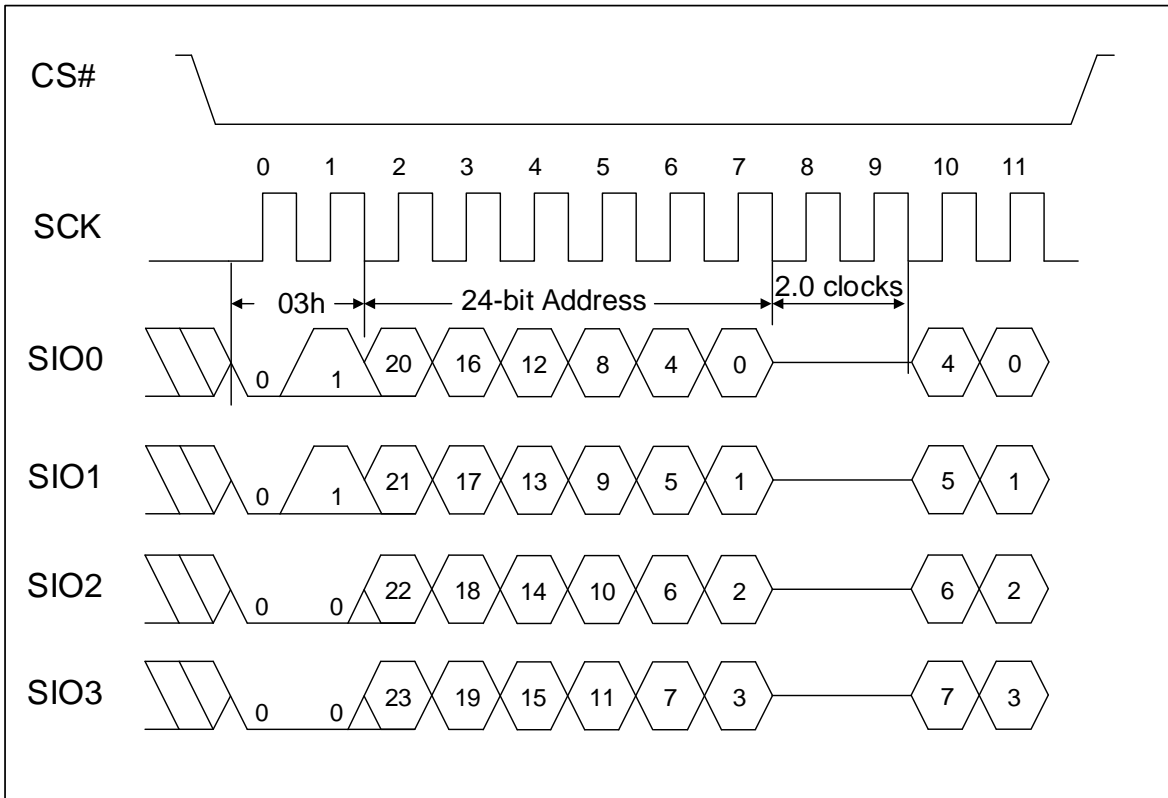 CS#
0 1 2 3 4 5 6 7 8 9 10 11
SCK
03h 24-bit Address 2.0 clocks
SIO0 0 1 20 16 12 8 4 0 4 0
SIO1 0 1 21 17 13 9 5 1 5 1
SIO2 0 0 22 18 14 10 6 2 6 2
SIO3 0 0 23 19 15 11 7 3 7 3